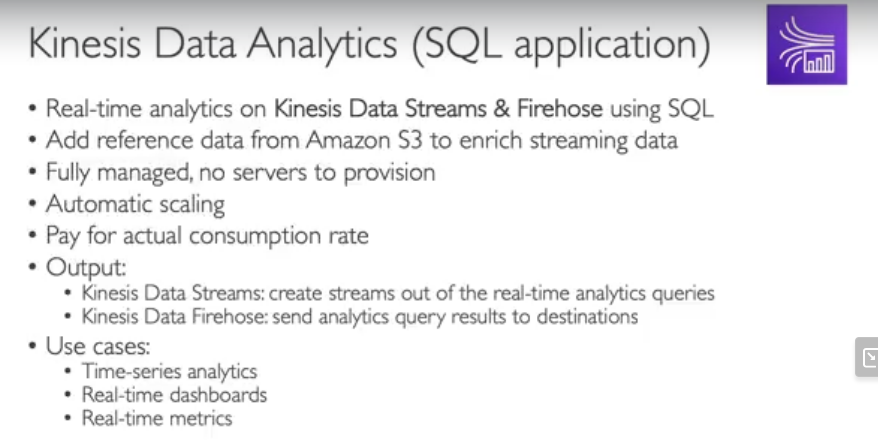 Kinesis Data Analytics (SQL application)
• Real-time analytics on Kinesis Data Streams & Firehose using SQL
• Add reference data from Amazon S3 to enrich streaming data
• Fully managed, no servers to provision
• Automatic scaling
• Pay for actual consumption rate
• Output:
• Kinesis Data Streams: create streams out of the real-time analytics queries
• Kinesis Data Firehose: send analytics query results to destinations
• Use cases:
• Time-series analytics
• Real-time dashboards
• Real-time metrics